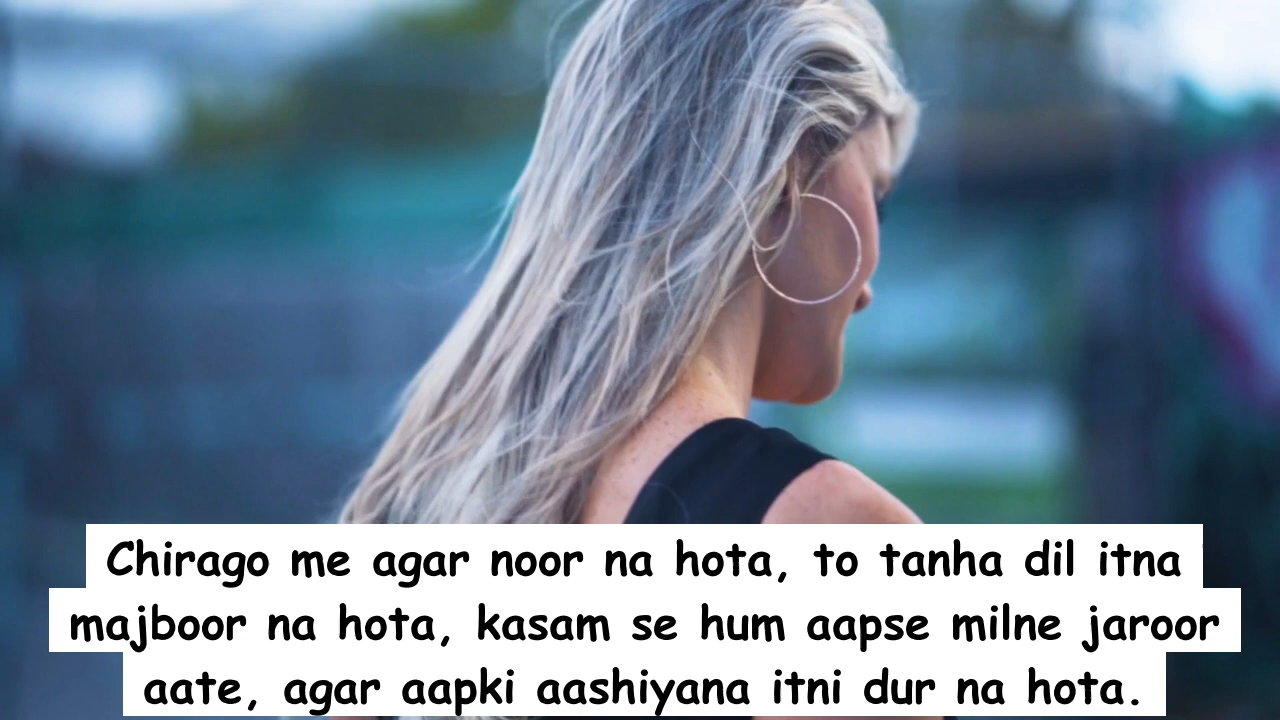 Chirago me agar noor na hota, to tanha dil itna
majboor na hota, kasam se hum aapse milne jaroor
aate, agar aapki aashiyana itni dur na hota.